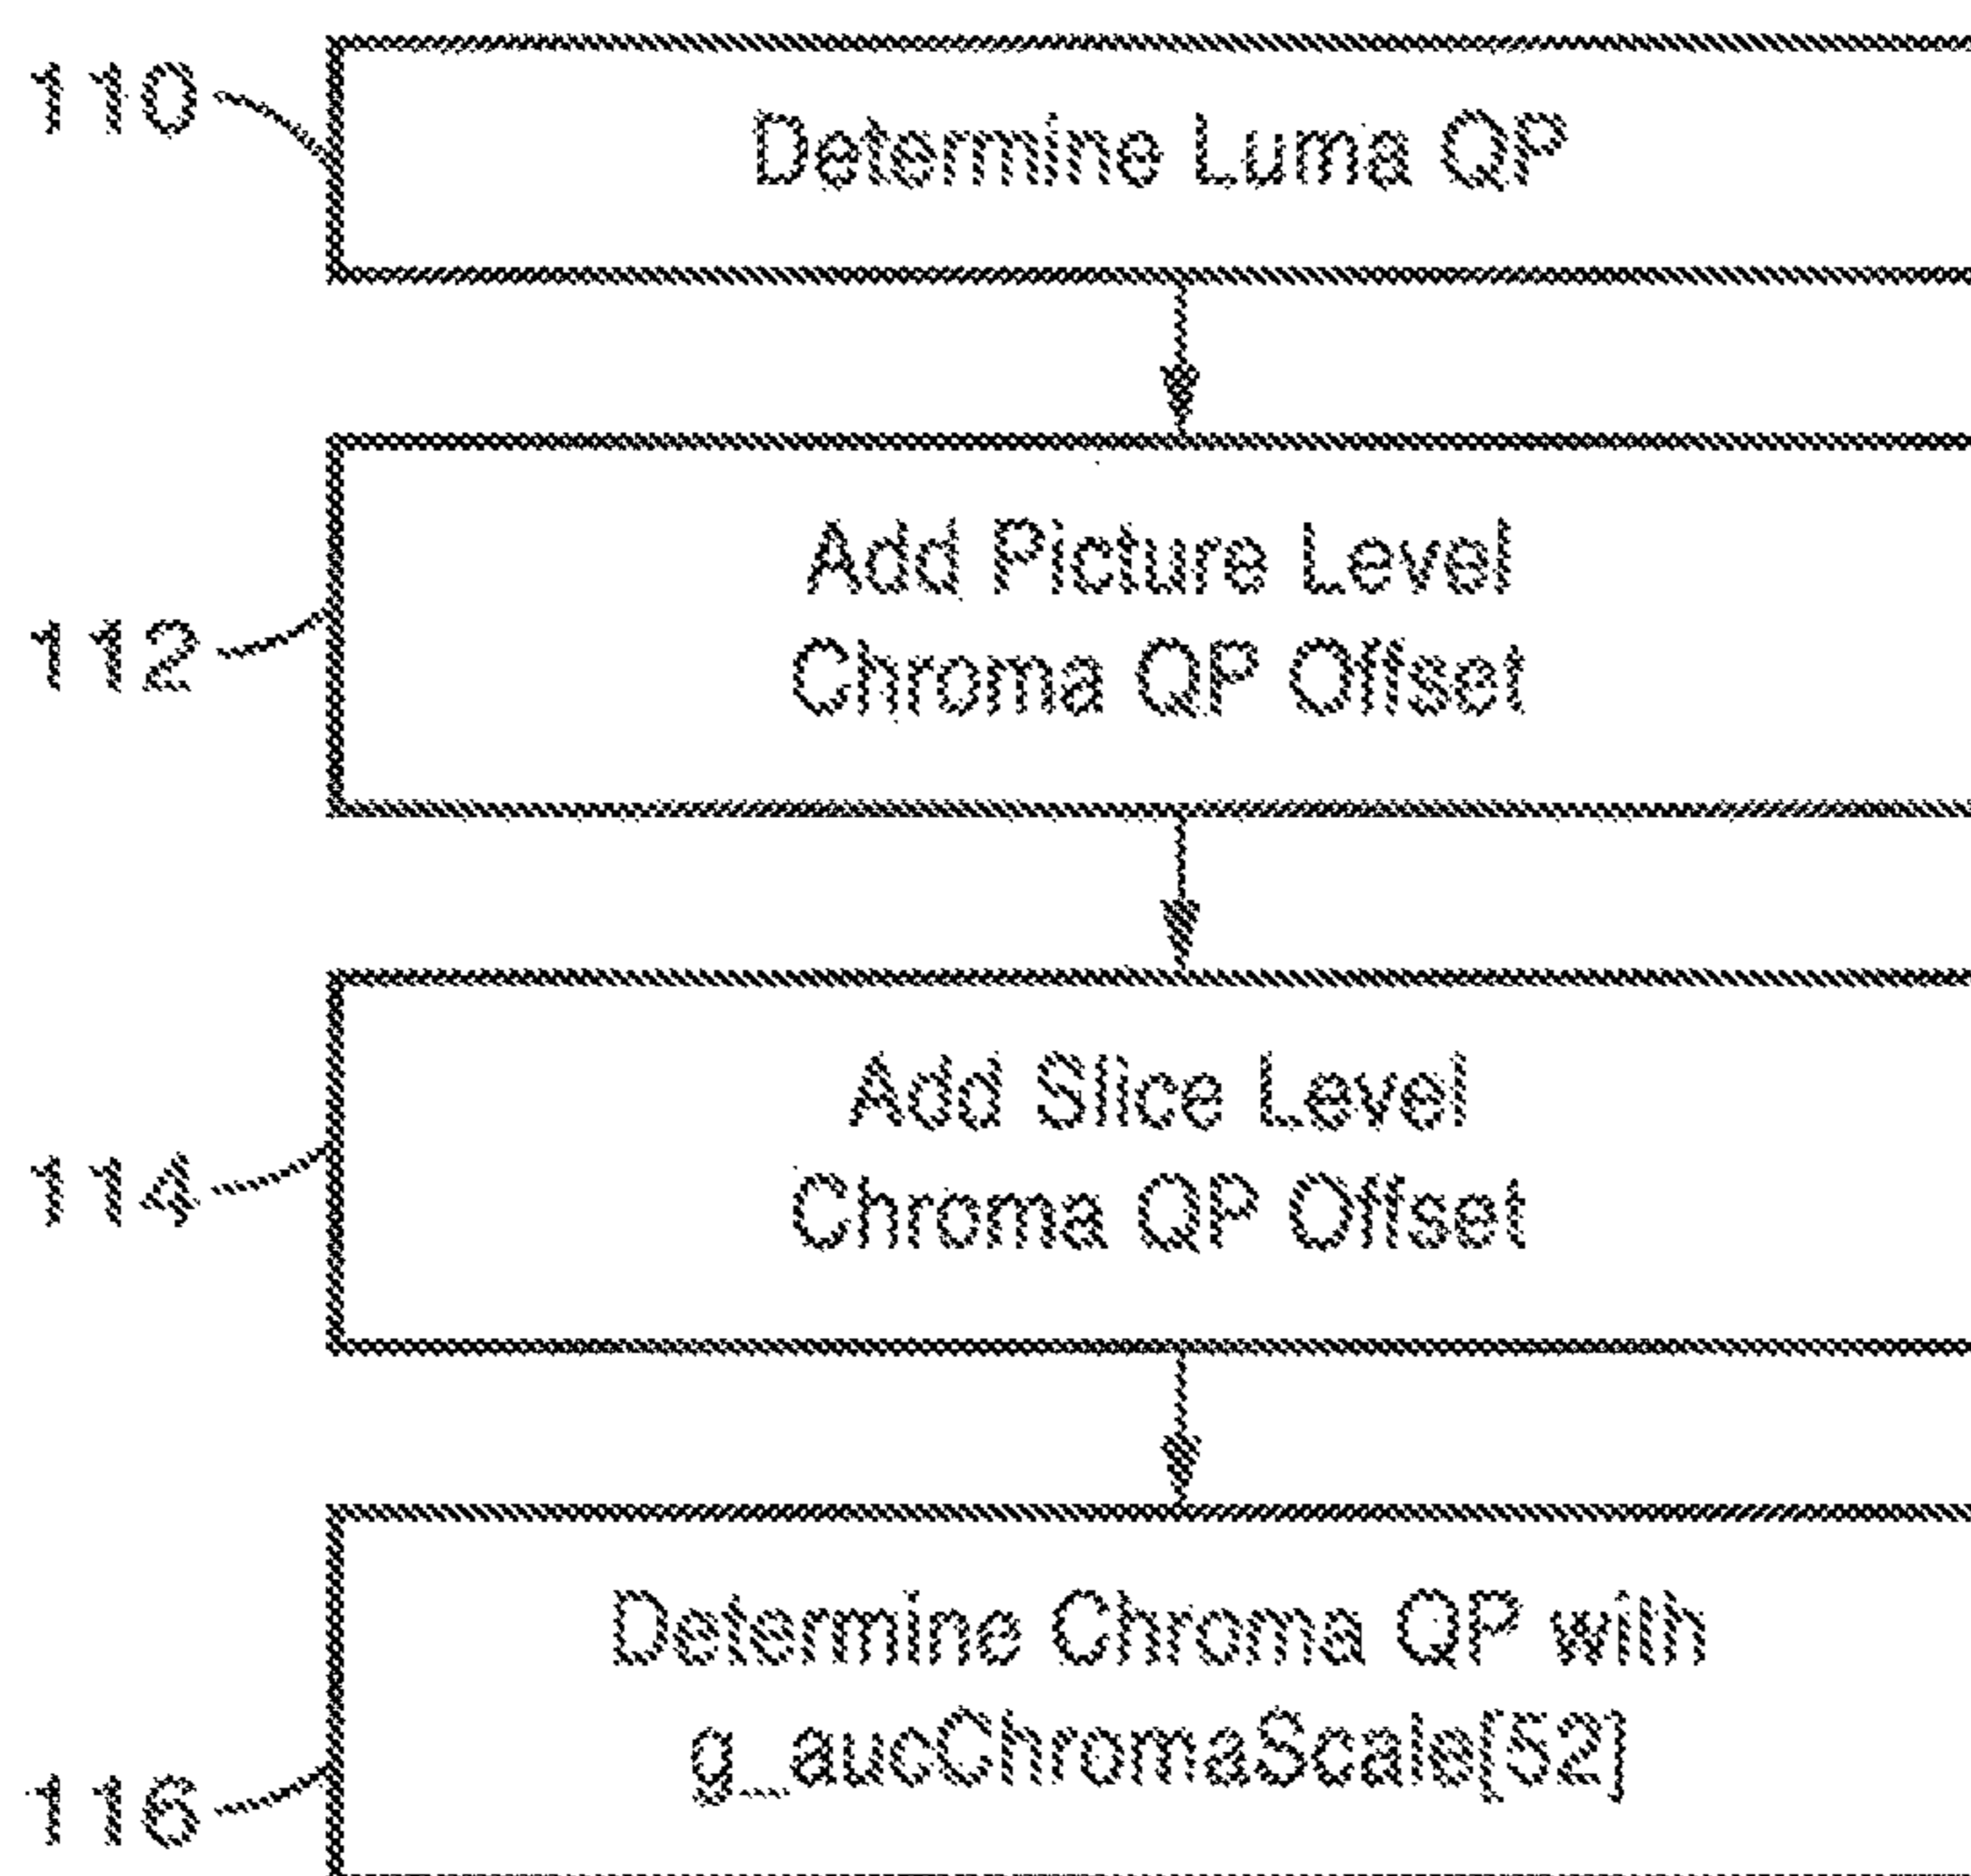 110
Determine Luma QP
Add Picture Level
112
Chroma QP Offset
Add Slice Level
114
Chroma QP Offset
Determine Chroma QP with
g_aucChromaScale[52]
116